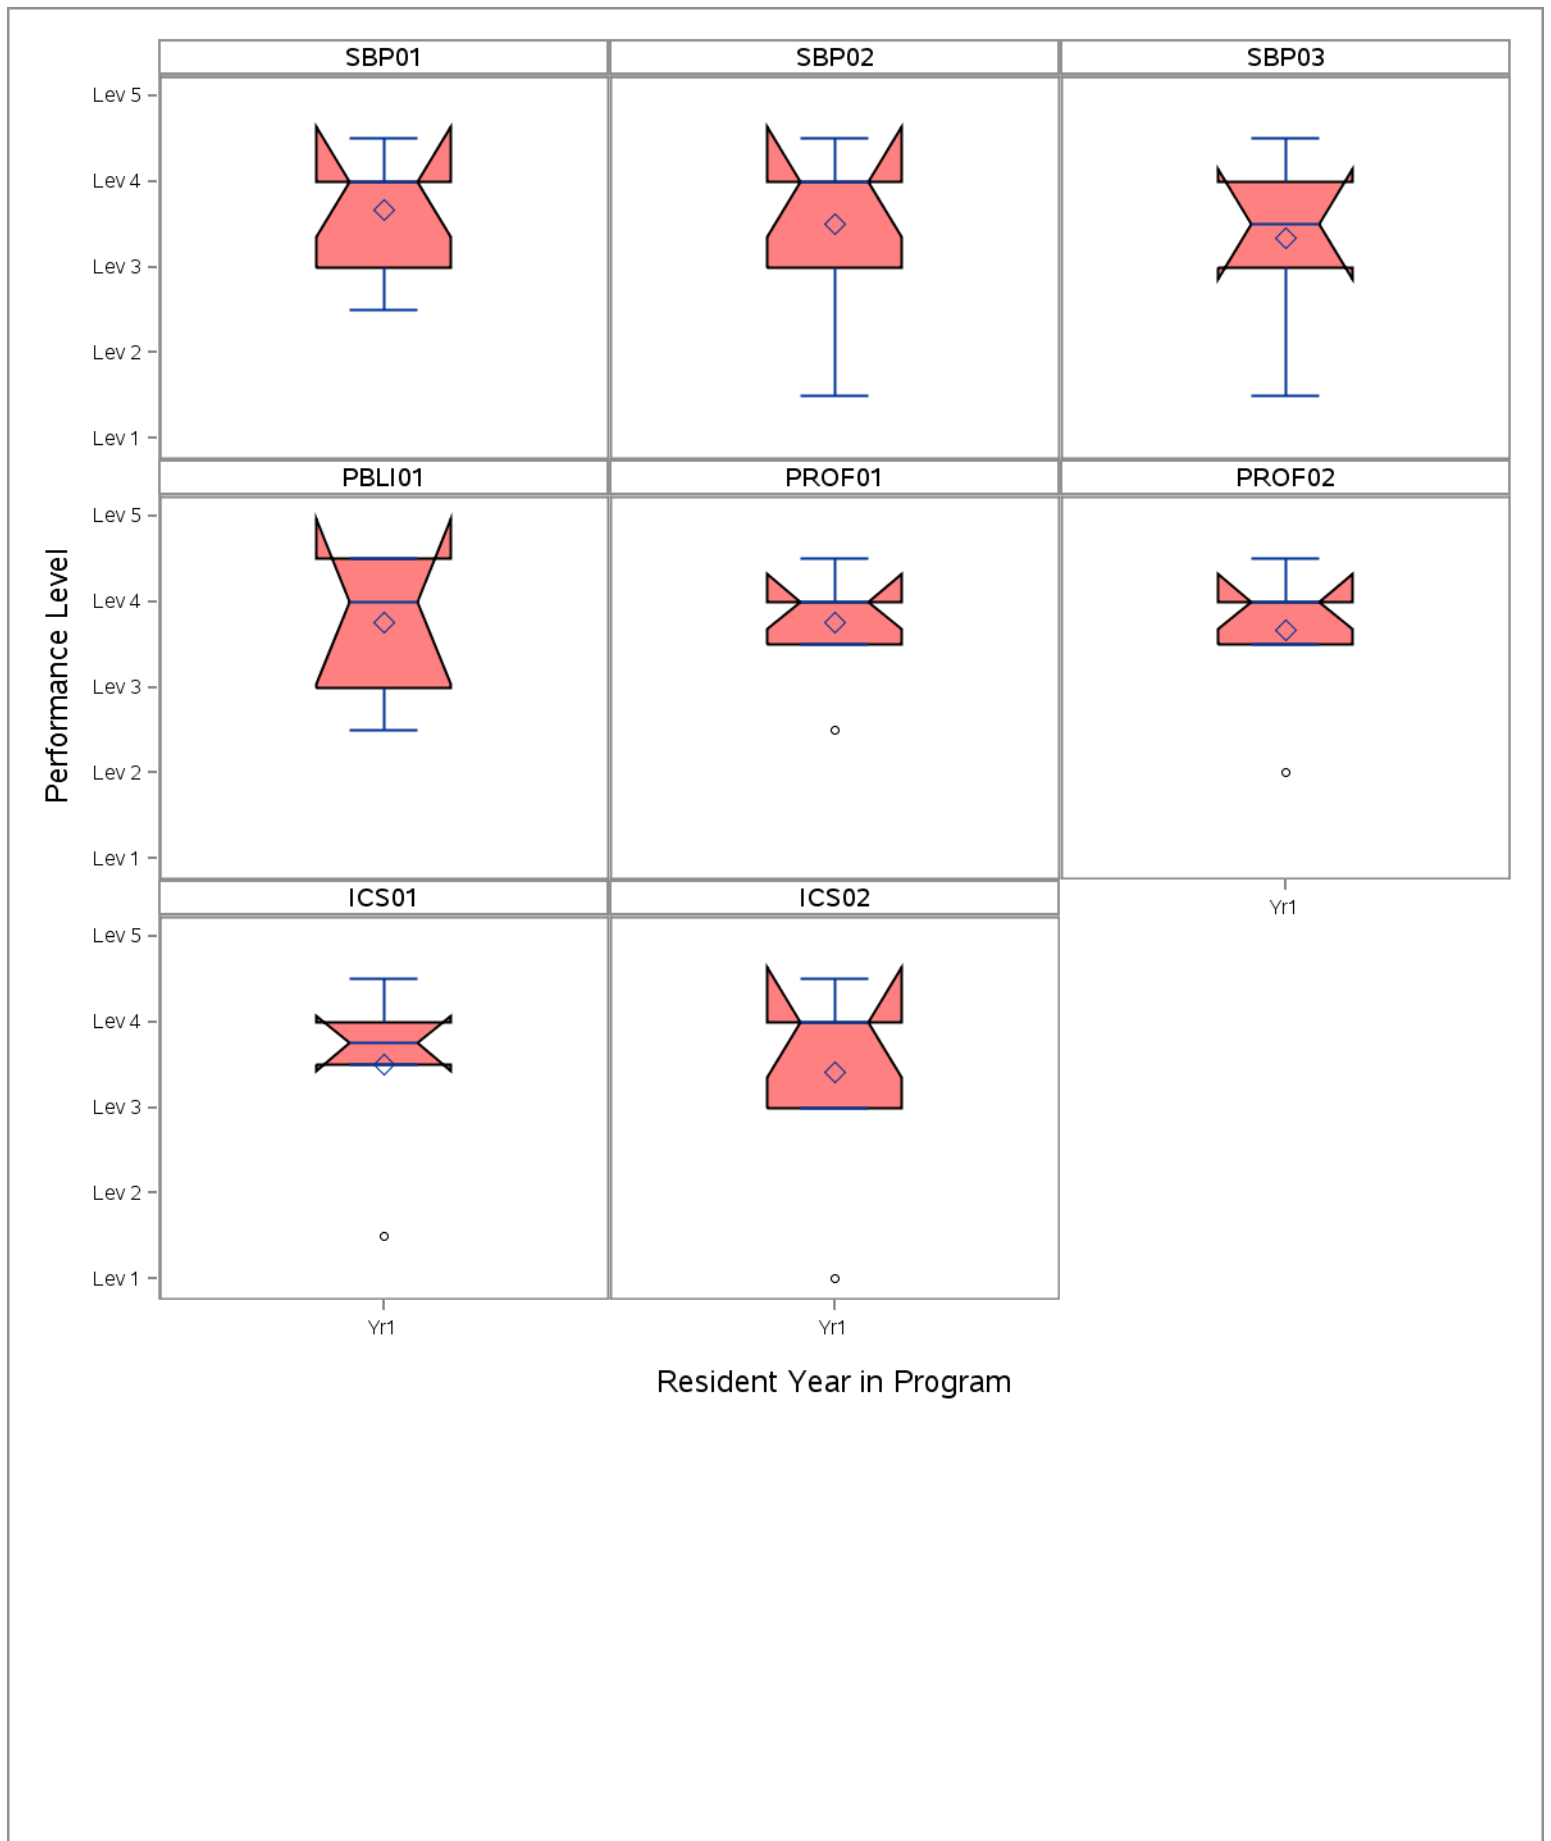 SBP01 SBP02 SBP03
Lev 5
Lev 4
Lev 3
Lev 2
Lev 1
PBLI01 PROF01 PROF02
Performance Level
Lev 5
Lev 4
Lev 3
Lev 2
Lev 1
ICS01 ICS02
Yr1
Lev 5
Lev 4
Lev 3
Lev 2
Lev 1
Yr1 Yr1
Resident Year in Program